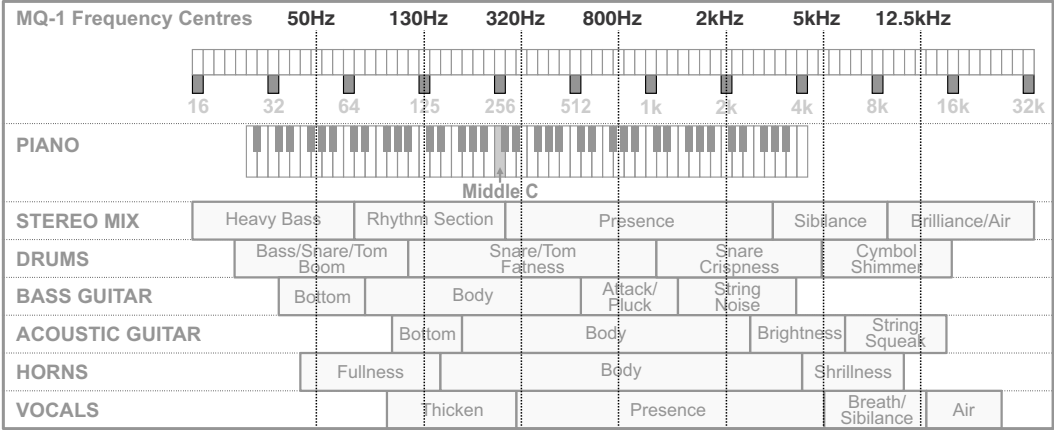 MQ-1 Frequency Centres 50Hz 130Hz 320Hz 800Hz 2kHz 5kHz 12.5kHz
16 32 64 125 256 512 1k 2k 4k 8k 16k 32k
PIANO
Middle C
STEREO MIX Heavy Bass Rhythm Section Presence Sibilance Brilliance/Air
DRUMS Bass/Snare/Tom Boom Snare/Tom Fatness Snare Crispness Cymbol Shimmer
BASS GUITAR Bottom Body Attack/ Pluck String Noise
ACOUSTIC GUITAR Bottom Body Brightness String Squeak
HORNS Fullness Body Shrillness
VOCALS Thicken Presence Breath/ Sibilance Air